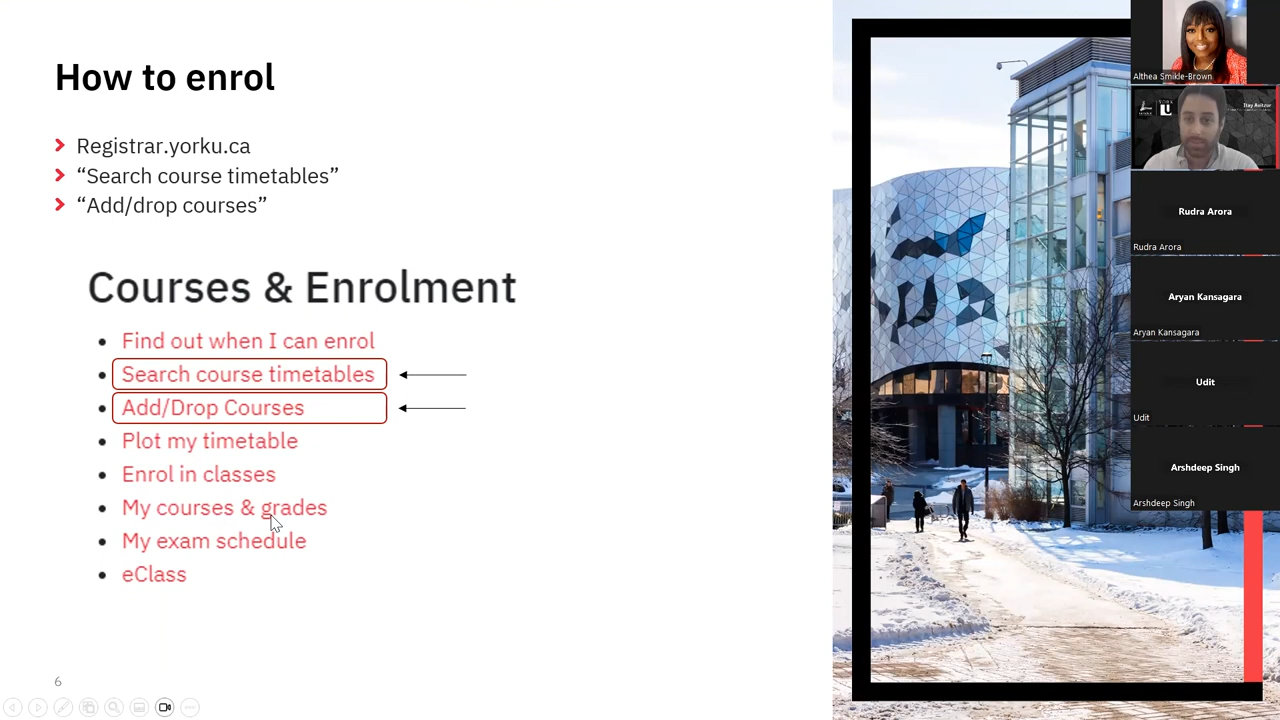 How to enrol
Registrar.yorku.ca
“Search course timetables”
“Add/drop courses”
Courses & Enrolment
Find out when I can enrol
Search course timetables
Add/Drop Courses
Plot my timetable
Enrol in classes
My courses & grades
My exam schedule
eClass
6
Althea Smikle-Brown
YORK
U
Rudra Arora
Rudra Arora
Aryan Kansagara
Aryan Kansagara
Udit
Udit
Arshdeep Singh
Arshdeep Singh